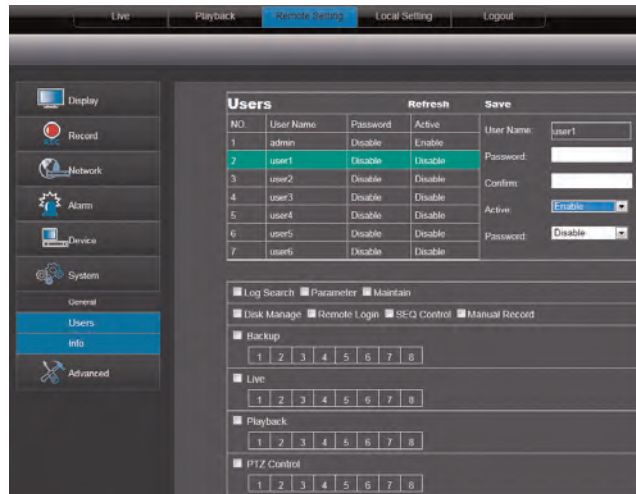 Live Playback Remote Setting Local Setting Logout
Display
Record
Network
Alarm
Device
System
General
Users
Info
Advanced
Users Refresh Save
NO. User Name Password Active
1 admin Disable Enable
2 user1 Disable Disable
3 user2 Disable Disable
4 user3 Disable Disable
5 user4 Disable Disable
6 user5 Disable Disable
7 user6 Disable Disable
User Name: user1
Password:
Confirm:
Active: Enable
Password: Disable
Log Search Parameter Maintain
Disk Manage Remote Login SEQ Control Manual Record
Backup
1 2 3 4 5 6 7 8
Live
1 2 3 4 5 6 7 8
Playback
1 2 3 4 5 6 7 8
PTZ Control
1 2 3 4 5 6 7 8